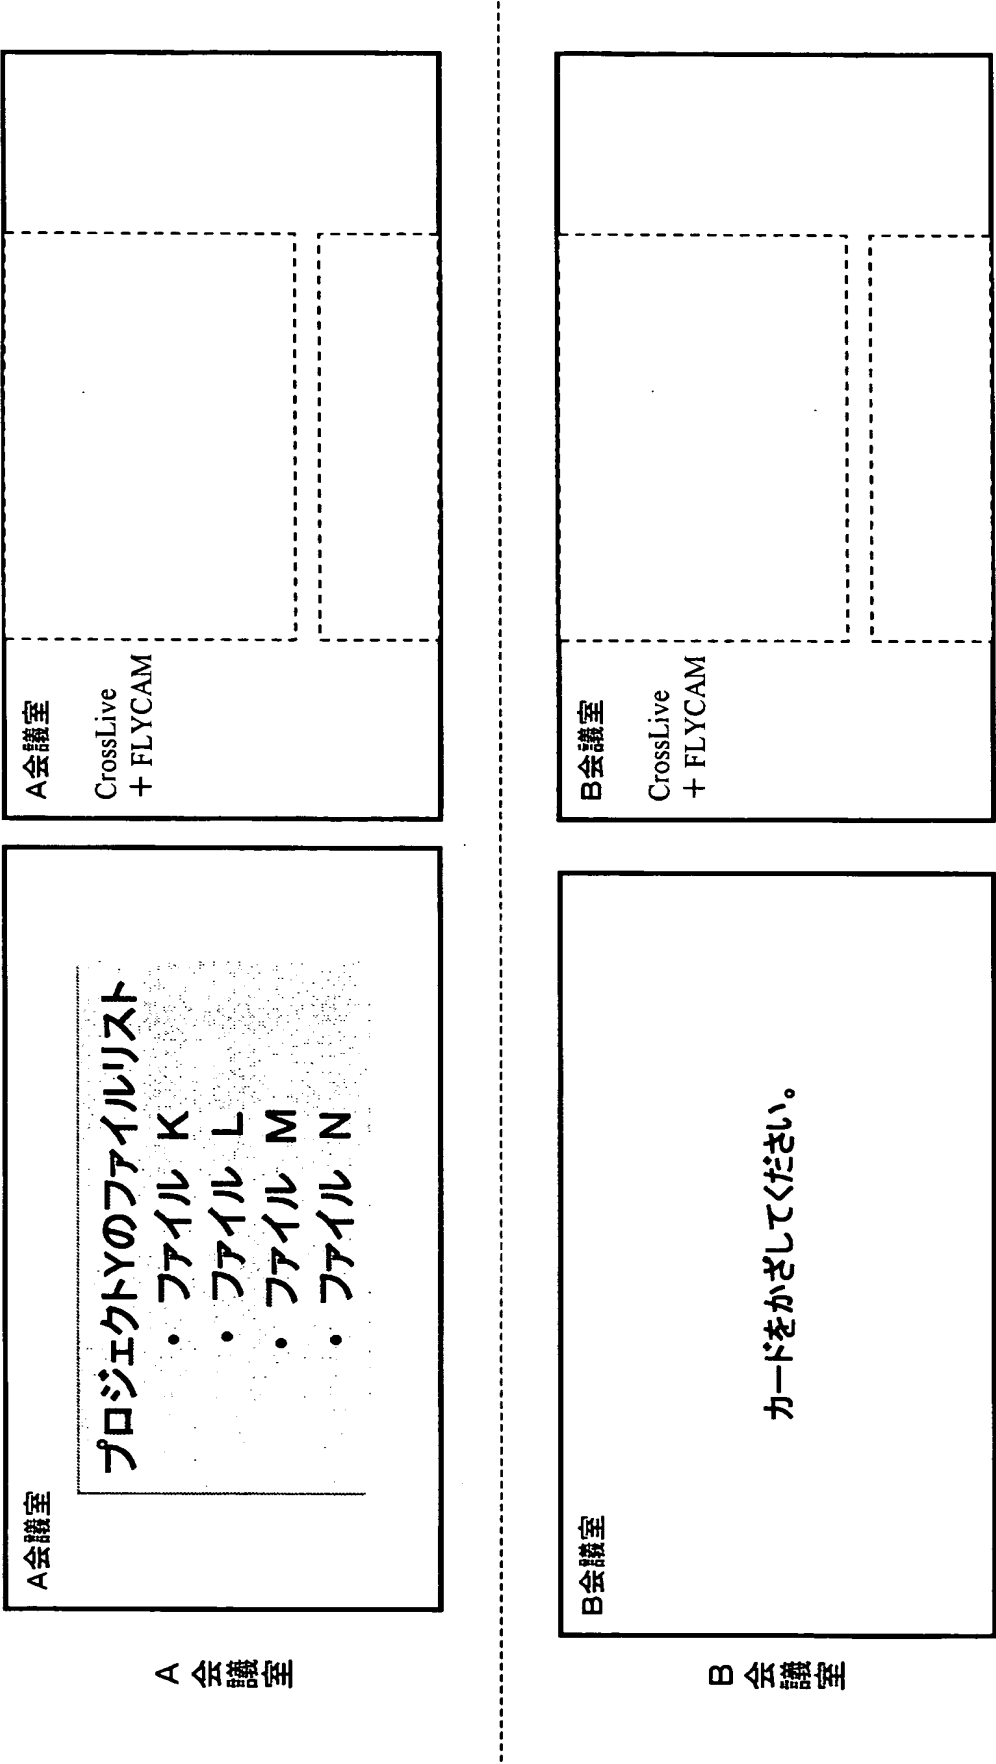 A会議室
A会議室
プロジェクトYのファイルリスト
・ファイル K
・ファイル L
・ファイル M
・ファイル N
A会議室
CrossLive
+ FLYCAM
B会議室
B会議室
カードをかざしてください。
B会議室
CrossLive
+ FLYCAM